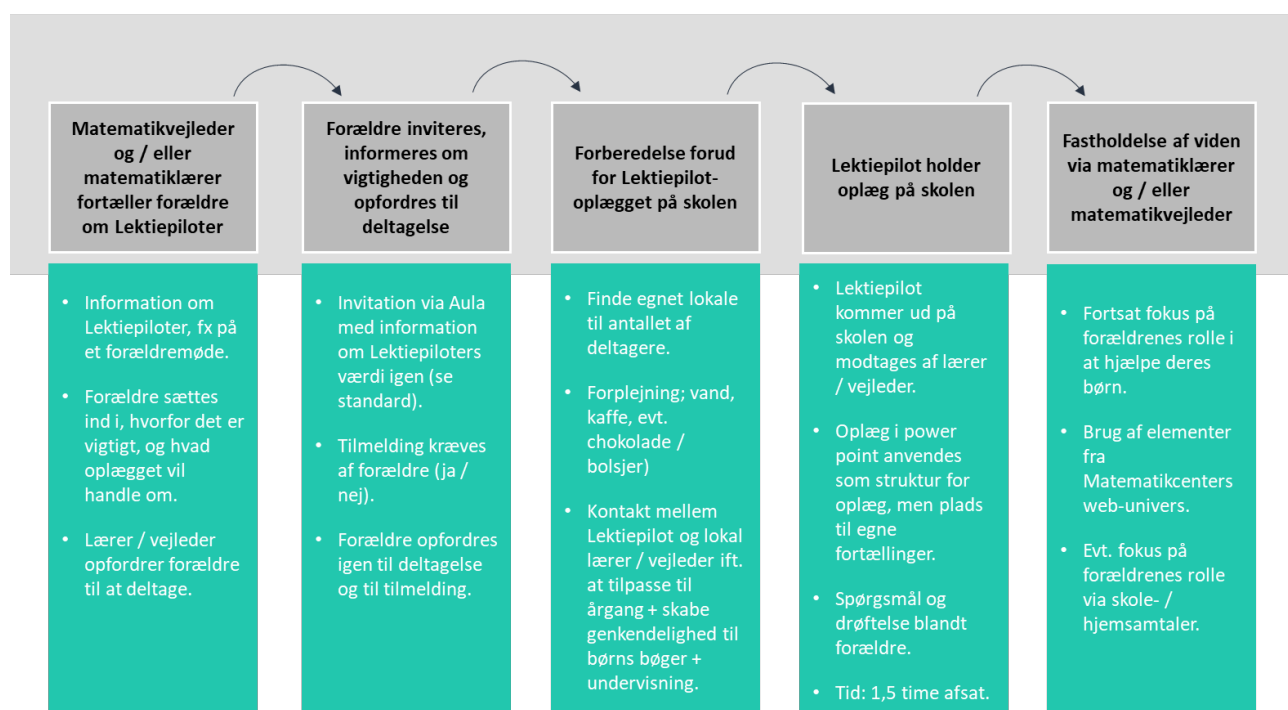 Matematikvejleder
og / eller
matematiklærer
fortæller forældre
om Lektiepiloter
Forældre inviteres,
informeres om
vigtigheden og
opfordres til
deltagelse
Forberedelse forud
for Lektiepilot-
oplægget på skolen
Lektiepilot holder
oplæg på skolen
Fastholdelse af viden
via matematiklærer
og / eller
matematikvejleder
• Information om
Lektiepiloter, fx på
et forældremøde.
• Forældre sættes
ind i, hvorfor det er
vigtigt, og hvad
oplægget vil
handle om.
• Lærer / vejleder
opfordrer forældre
til at deltage.
• Invitation via Aula
med information
om Lektiepiloters
værdi igen (se
standard).
• Tilmelding kræves
af forældre (ja /
nej).
• Forældre opfordres
igen til deltagelse
og til tilmelding.
• Finde egnet lokale
til antallet af
deltagere.
• Forplejning; vand,
kaffe, evt.
chokolade /
bolsjer)
• Kontakt mellem
Lektiepilot og lokal
lærer / vejleder ift.
at tilpasse til
årgang + skabe
genkendelighed til
børns bøger +
undervisning.
• Lektiepilot
kommer ud på
skolen og
modtages af lærer
/ vejleder.
• Oplæg i power
point anvendes
som struktur for
oplæg, men plads
til egne
fortællinger.
• Spørgsmål og
drøftelse blandt
forældre.
• Tid: 1,5 time afsat.
• Fortsat fokus på
forældrenes rolle i
at hjælpe deres
børn.
• Brug af elementer
fra
Matematikcenters
web-univers.
• Evt. fokus på
forældrenes rolle
via skole- /
hjemsamtaler.